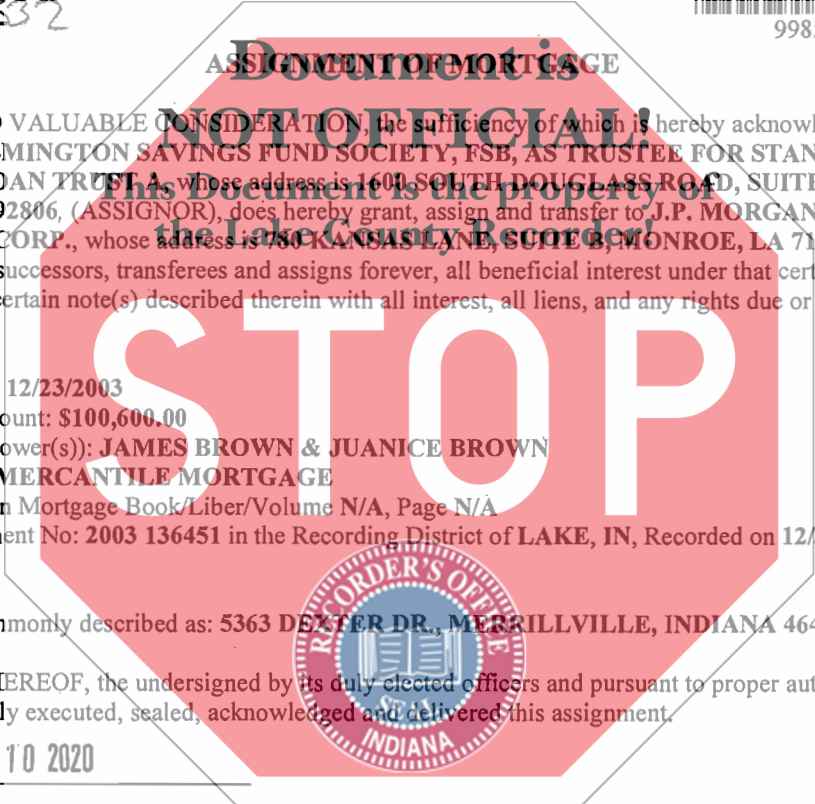 ASSIGNMENT OF MORTGAGE
Document is
NOT OFFICIAL!
This Document is the property of
the Lake County Recorder!
VALUABLE CONSIDERATION, the sufficiency of which is hereby acknowl
MINGTON SAVINGS FUND SOCIETY, FSB, AS TRUSTEE FOR STAN
OAN TRUST A, whose address is 1600 SOUTH DOUGLASS ROAD, SUITE
92806, (ASSIGNOR), does hereby grant, assign and transfer to J.P. MORGAN
CORP., whose address is 780 KANSAS LANE, SUITE B, MONROE, LA 71
successors, transferees and assigns forever, all beneficial interest under that cert
ertain note(s) described therein with all interest, all liens, and any rights due or
STOP
12/23/2003
ount: $100,600.00
ower(s)): JAMES BROWN & JUANICE BROWN
MERCANTILE MORTGAGE
n Mortgage Book/Liber/Volume N/A, Page N/A
ent No: 2003 136451 in the Recording District of LAKE, IN, Recorded on 12/
RECORDER'S OFFICE
SEAL
INDIANA
mmonly described as: 5363 DEXTER DR., MERRILLVILLE, INDIANA 464
EREOF, the undersigned by its duly elected officers and pursuant to proper aut
ly executed, sealed, acknowledged and delivered this assignment.
10 2020